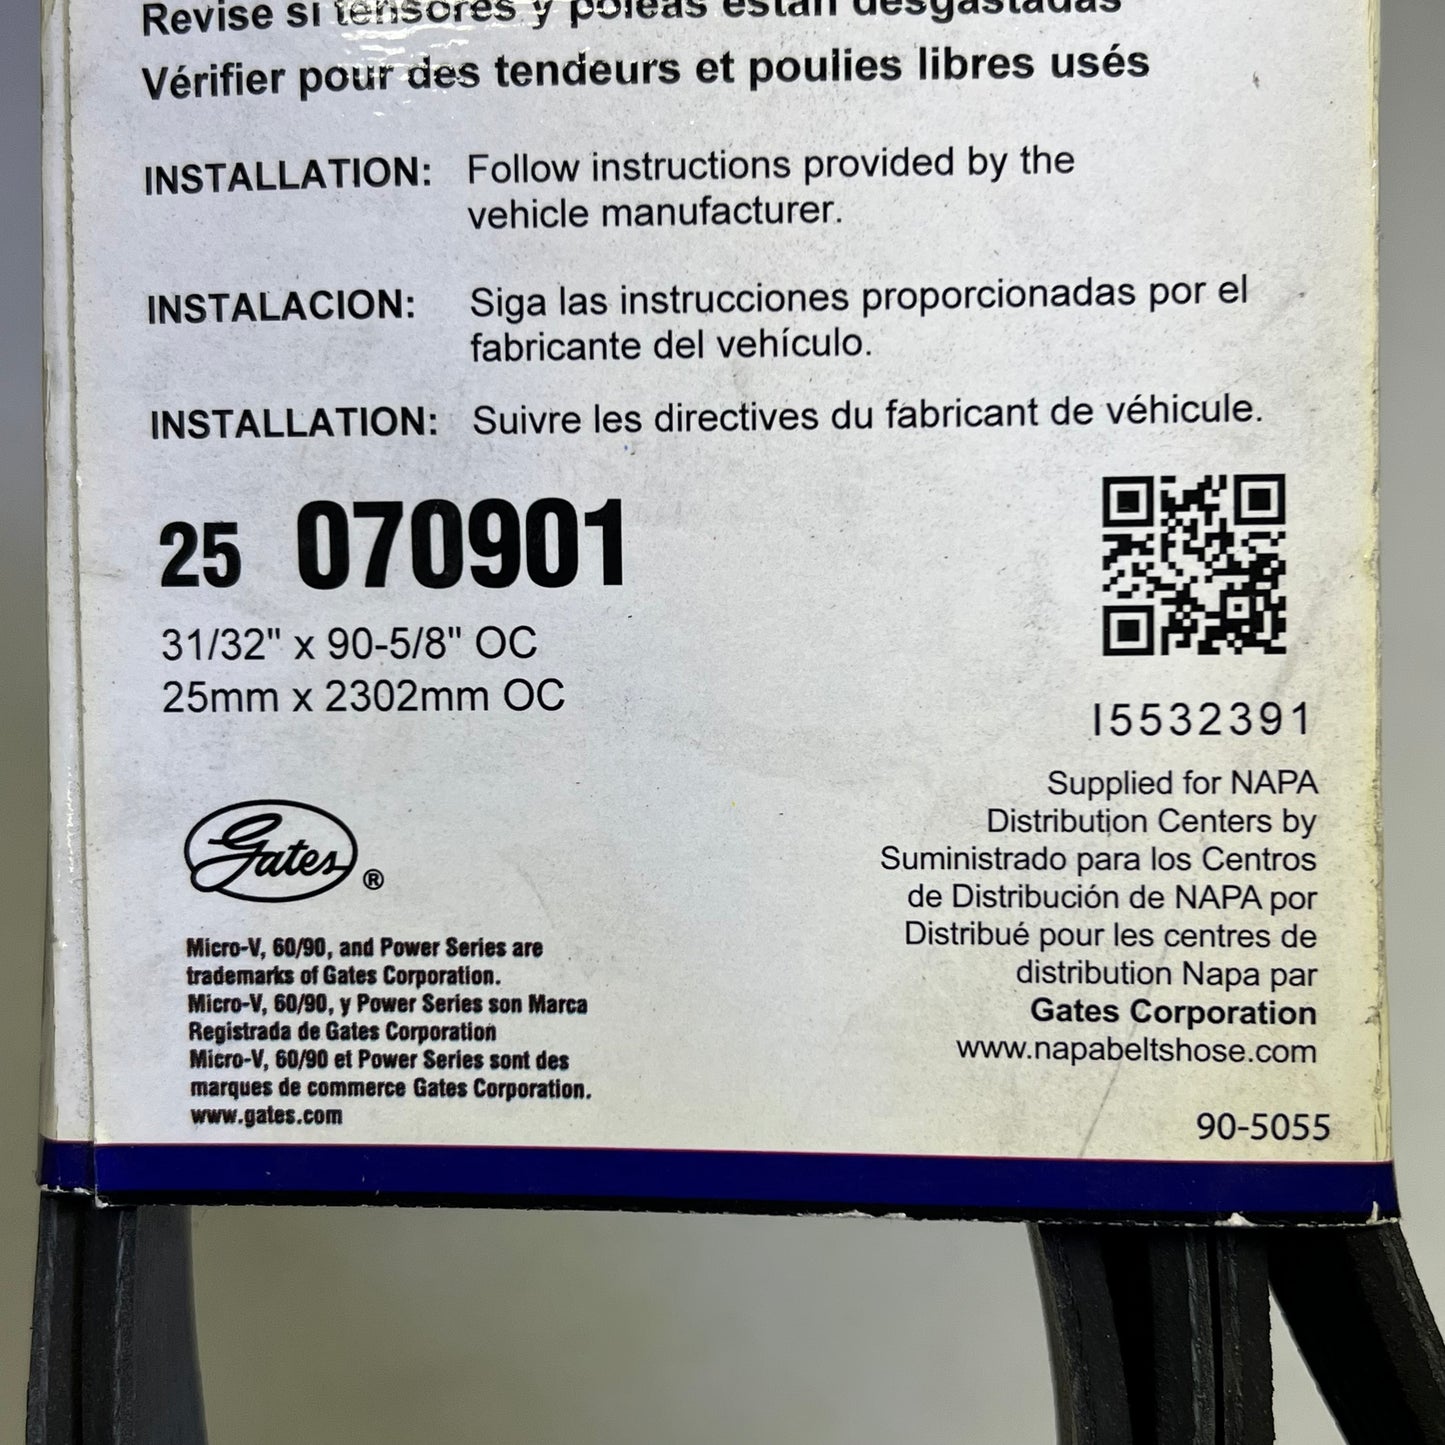 Revise si tensores y poleas están desgastadas
Vérifier pour des tendeurs et poulies libres usés
INSTALLATION: Follow instructions provided by the
vehicle manufacturer.
INSTALACION: Siga las instrucciones proporcionadas por el
fabricante del vehículo.
INSTALLATION: Suivre les directives du fabricant de véhicule.
25 070901
31/32" x 90-5/8" OC
25mm x 2302mm OC
I5532391
Supplied for NAPA
Distribution Centers by
Suministrado para los Centros
de Distribución de NAPA por
Distribué pour les centres de
distribution Napa par
Gates Corporation
www.napabeltshose.com
90-5055
Gates ®
Micro-V, 60/90, and Power Series are
trademarks of Gates Corporation.
Micro-V, 60/90, y Power Series son Marca
Registrada de Gates Corporation
Micro-V, 60/90 et Power Series sont des
marques de commerce Gates Corporation.
www.gates.com